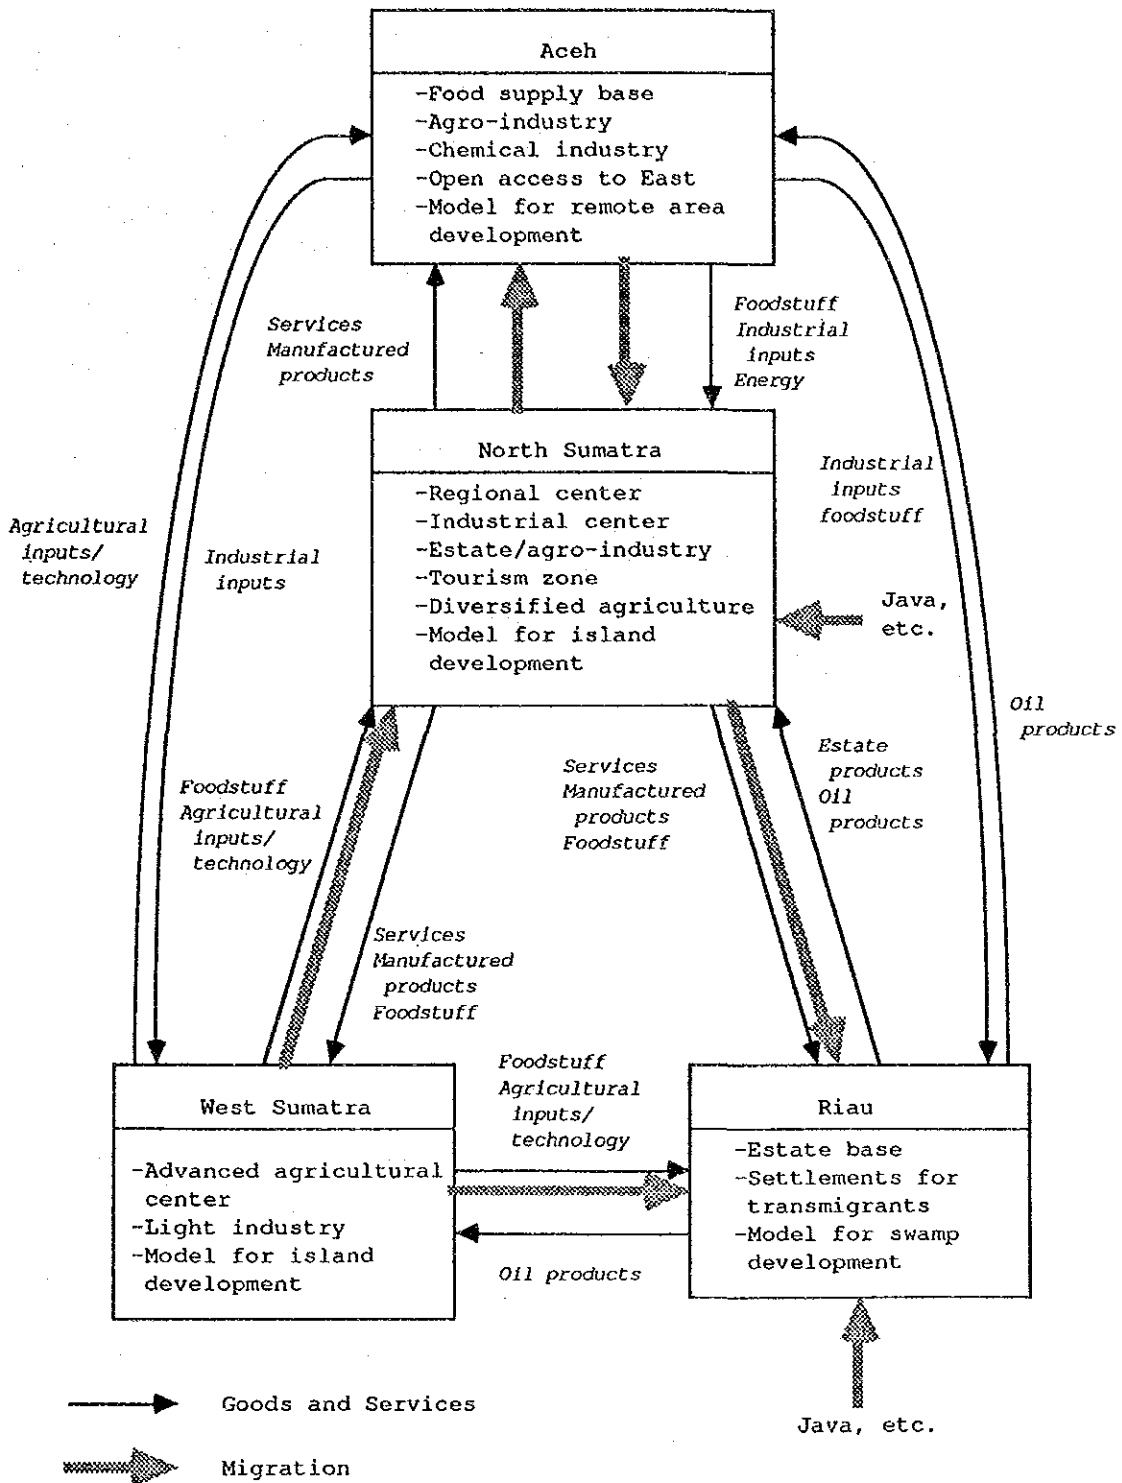 Aceh
-Food supply base
-Agro-industry
-Chemical industry
-Open access to East
-Model for remote area
development
Services
Manufactured
products
Foodstuff
Industrial
inputs
Energy
North Sumatra
-Regional center
-Industrial center
-Estate/agro-industry
-Tourism zone
-Diversified agriculture
-Model for island
development
Agricultural
inputs/
technology
Industrial
inputs
Industrial
inputs
foodstuff
Java,
etc.
Oil
products
Foodstuff
Agricultural
inputs/
technology
Services
Manufactured
products
Foodstuff
Estate
products
Oil
products
Services
Manufactured
products
Foodstuff
West Sumatra
-Advanced agricultural
center
-Light industry
-Model for island
development
Foodstuff
Agricultural
inputs/
technology
Oil products
Riau
-Estate base
-Settlements for
transmigrants
-Model for swamp
development
Java, etc.
Goods and Services
Migration